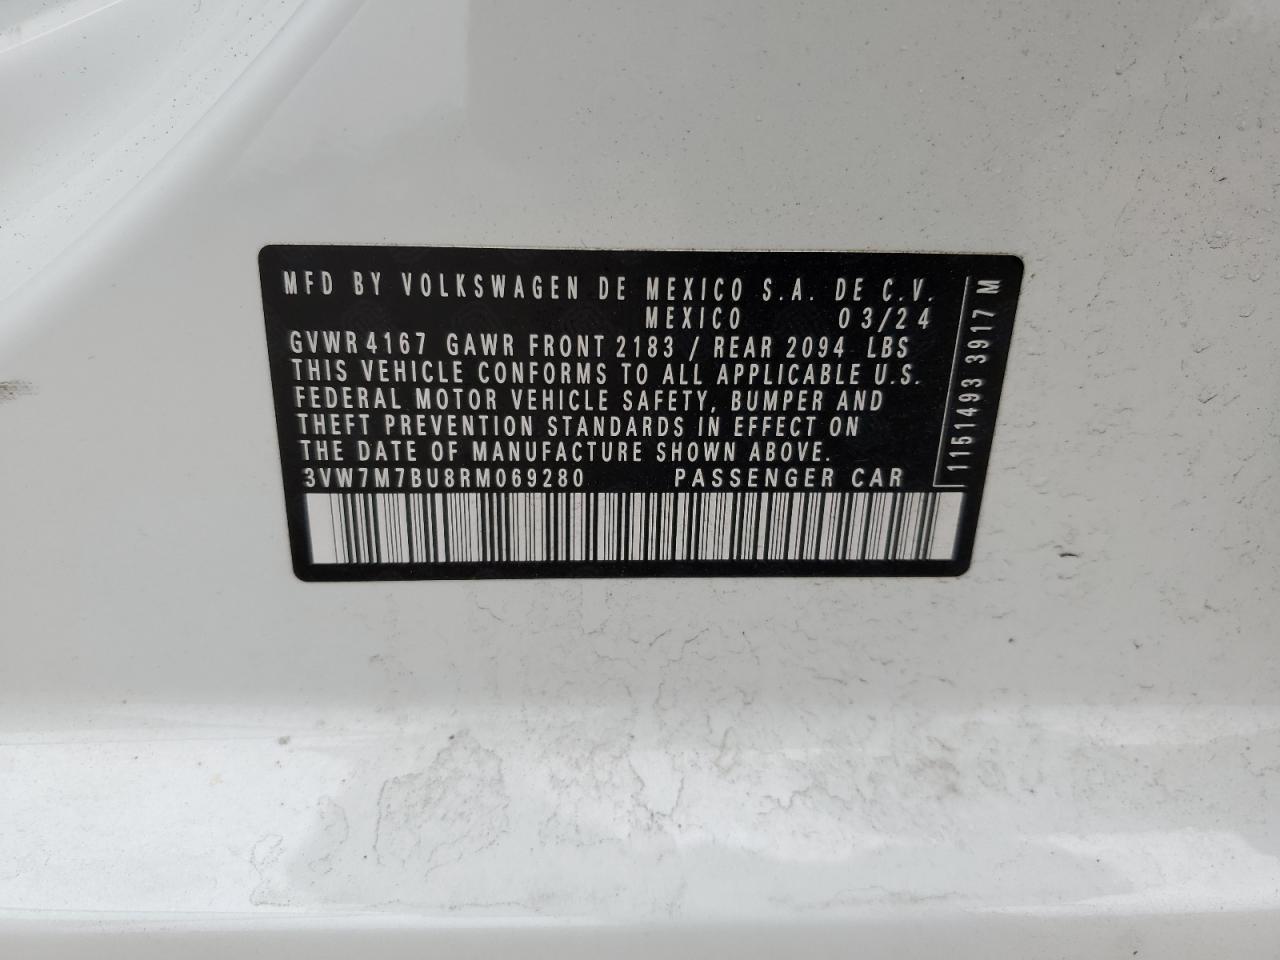 MFD BY VOLKSWAGEN DE MEXICO S.A. DE C.V.
MEXICO 03/24
GVWR 4167 GAWR FRONT 2183 / REAR 2094 LBS
THIS VEHICLE CONFORMS TO ALL APPLICABLE U.S.
FEDERAL MOTOR VEHICLE SAFETY, BUMPER AND
THEFT PREVENTION STANDARDS IN EFFECT ON
THE DATE OF MANUFACTURE SHOWN ABOVE.
3VW7M7BU8RM069280 PASSENGER CAR
1151493 3917 M